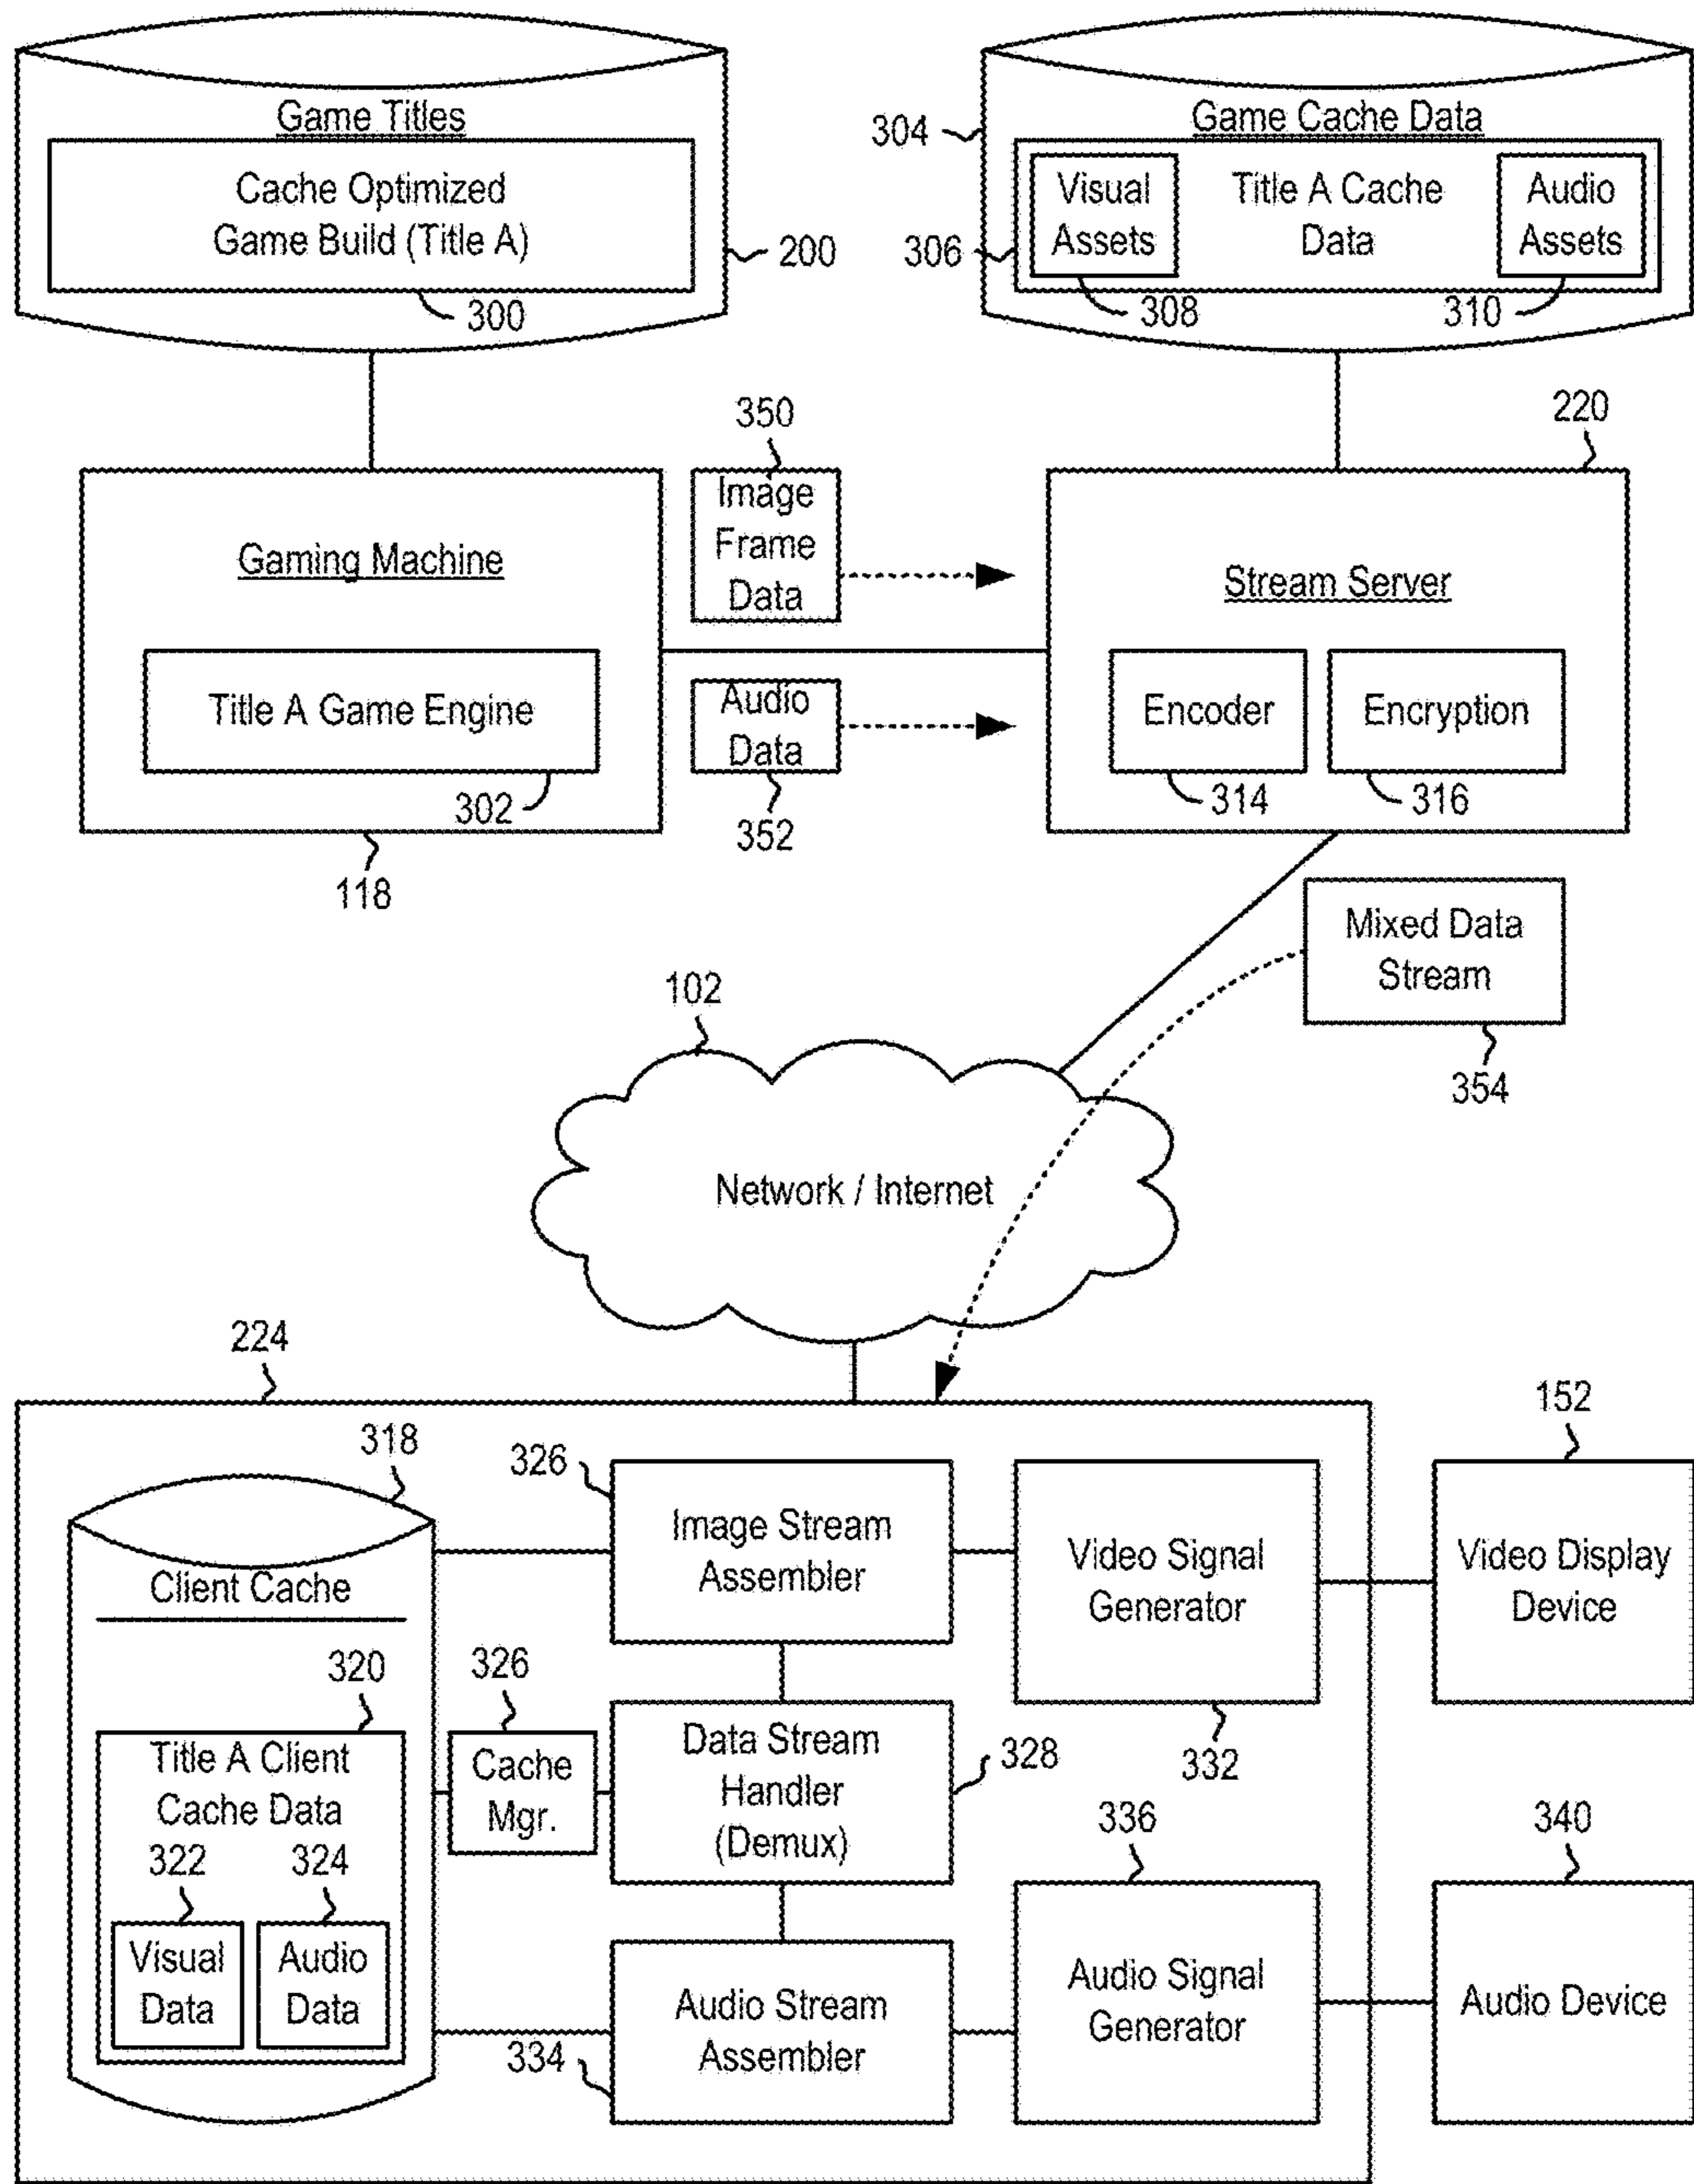 Game Titles
Cache Optimized
Game Build (Title A)
200
300
304
Game Cache Data
Visual
Assets
Title A Cache
Data
Audio
Assets
306
308
310
350
220
Image
Frame
Data
Gaming Machine
Title A Game Engine
302
118
Audio
Data
352
Stream Server
Encoder
Encryption
314
316
Mixed Data
Stream
354
102
Network / Internet
224
318
Client Cache
320
Title A Client
Cache Data
322
324
Visual
Data
Audio
Data
326
Cache
Mgr.
326
Image Stream
Assembler
Data Stream
Handler
(Demux)
328
Audio Stream
Assembler
334
Video Signal
Generator
332
336
Audio Signal
Generator
152
Video Display
Device
340
Audio Device